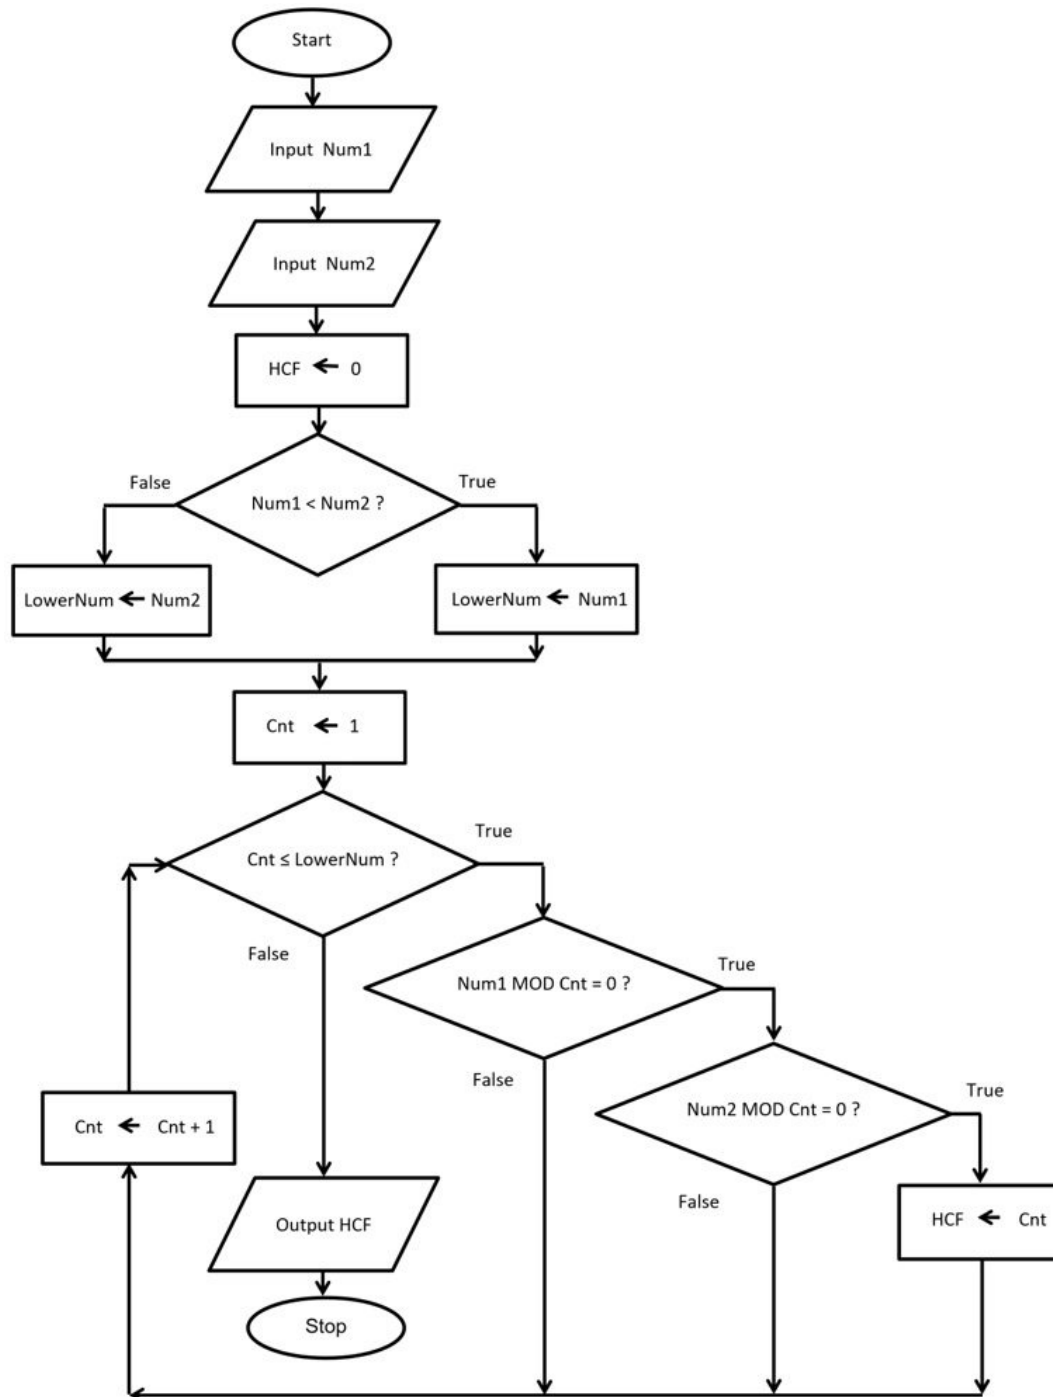 Start
Input Num1
Input Num2
HCF ← 0
False
True
Num1 < Num2 ?
LowerNum ← Num2
LowerNum ← Num1
Cnt ← 1
True
Cnt ≤ LowerNum ?
False
True
Num1 MOD Cnt = 0 ?
False
True
Num2 MOD Cnt = 0 ?
Cnt ← Cnt + 1
False
Output HCF
HCF ← Cnt
Stop